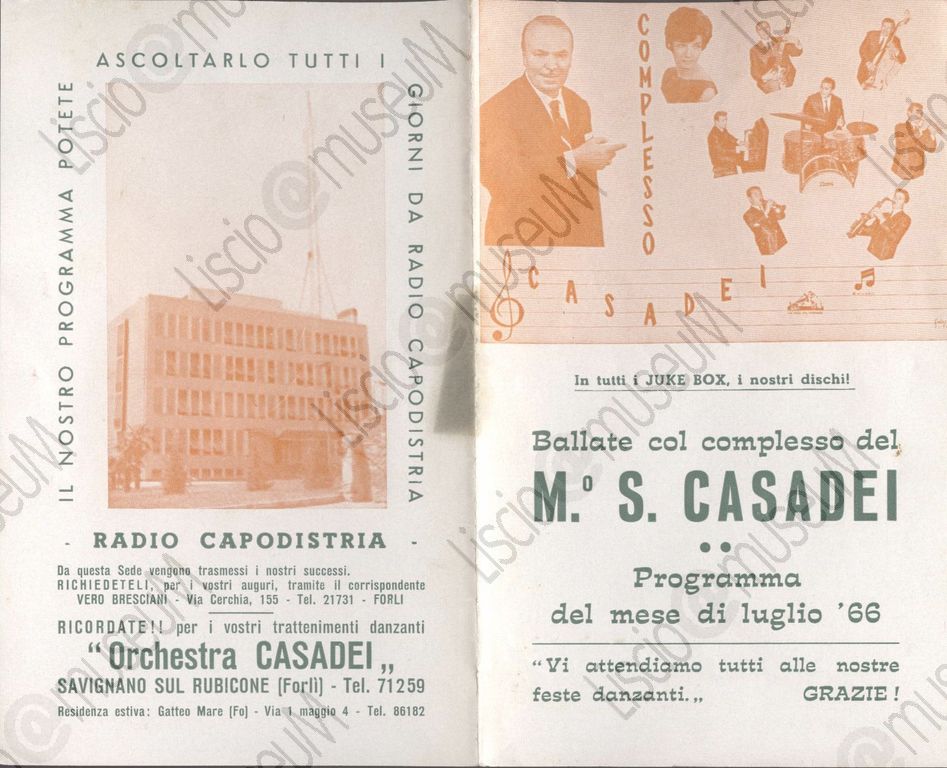 IL NOSTRO PROGRAMMA POTETE
ASCOLTARLO TUTTI I
GIORNI DA RADIO CAPODISTRIA
- RADIO CAPODISTRIA -
Da questa Sede vengono trasmessi i nostri successi.
RICHIEDETELI, per i vostri auguri, tramite il corrispondente
VERO BRESCIANI - Via Cerchia, 155 - Tel. 21731 - FORLI
RICORDATE!! per i vostri trattenimenti danzanti
“Orchestra CASADEI„
SAVIGNANO SUL RUBICONE (Forlì) - Tel. 71259
Residenza estiva: Gatteo Mare (Fo) - Via 1 maggio 4 - Tel. 86182
COMPLESSO
CASADEI
In tutti i JUKE BOX, i nostri dischi!
Ballate col complesso del
M.º S. CASADEI
Programma
del mese di luglio '66
“Vi attendiamo tutti alle nostre
feste danzanti.„ GRAZIE!
Liscio@museuM